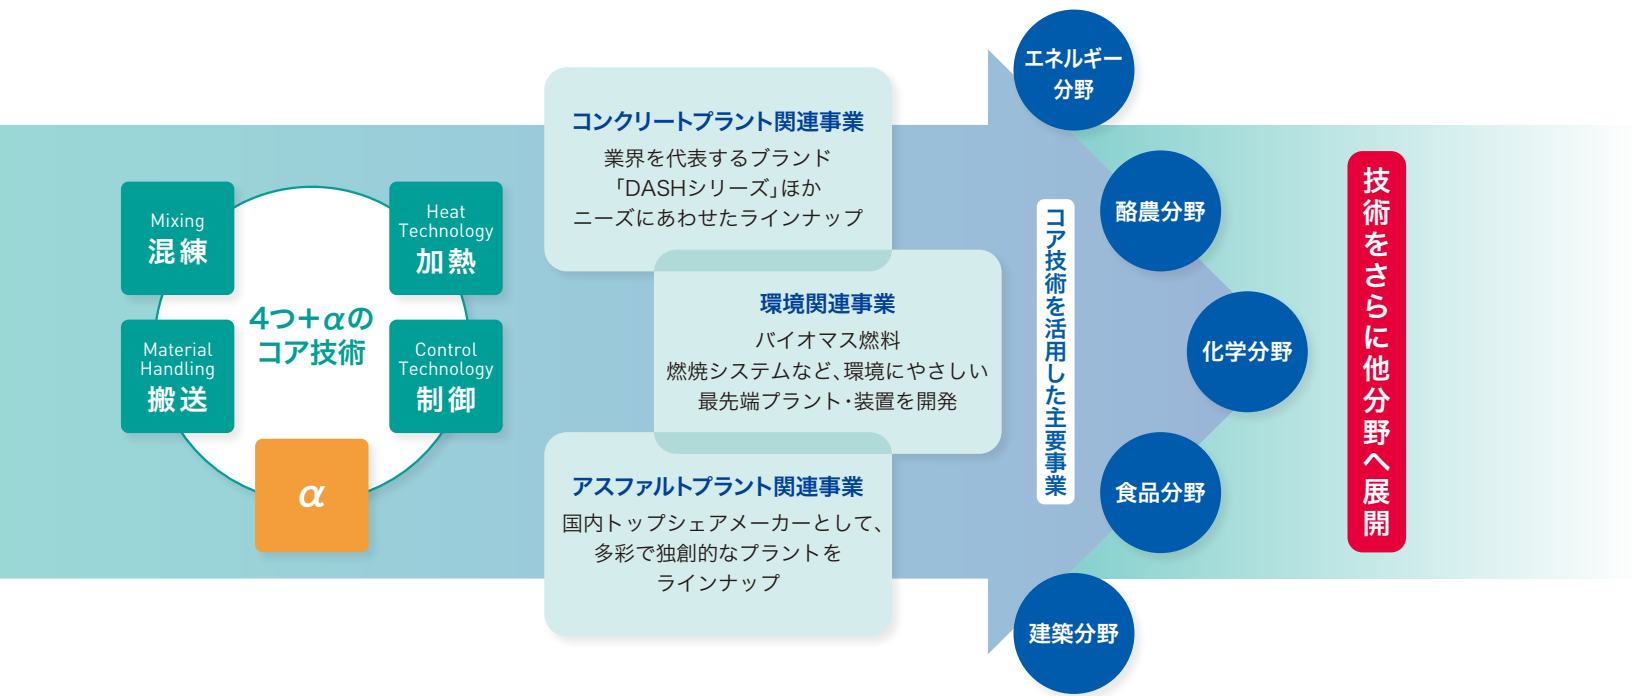 Mixing
混練
Heat
Technology
加熱
4つ＋αの
コア技術
Material
Handling
搬送
Control
Technology
制御
α
コンクリートプラント関連事業
業界を代表するブランド
「DASHシリーズ」ほか
ニーズにあわせたラインナップ
環境関連事業
バイオマス燃料
燃焼システムなど、環境にやさしい
最先端プラント・装置を開発
アスファルトプラント関連事業
国内トップシェアメーカーとして、
多彩で独創的なプラントを
ラインナップ
コア技術を活用した主要事業
エネルギー
分野
酪農分野
化学分野
食品分野
建築分野
技術をさらに他分野へ展開